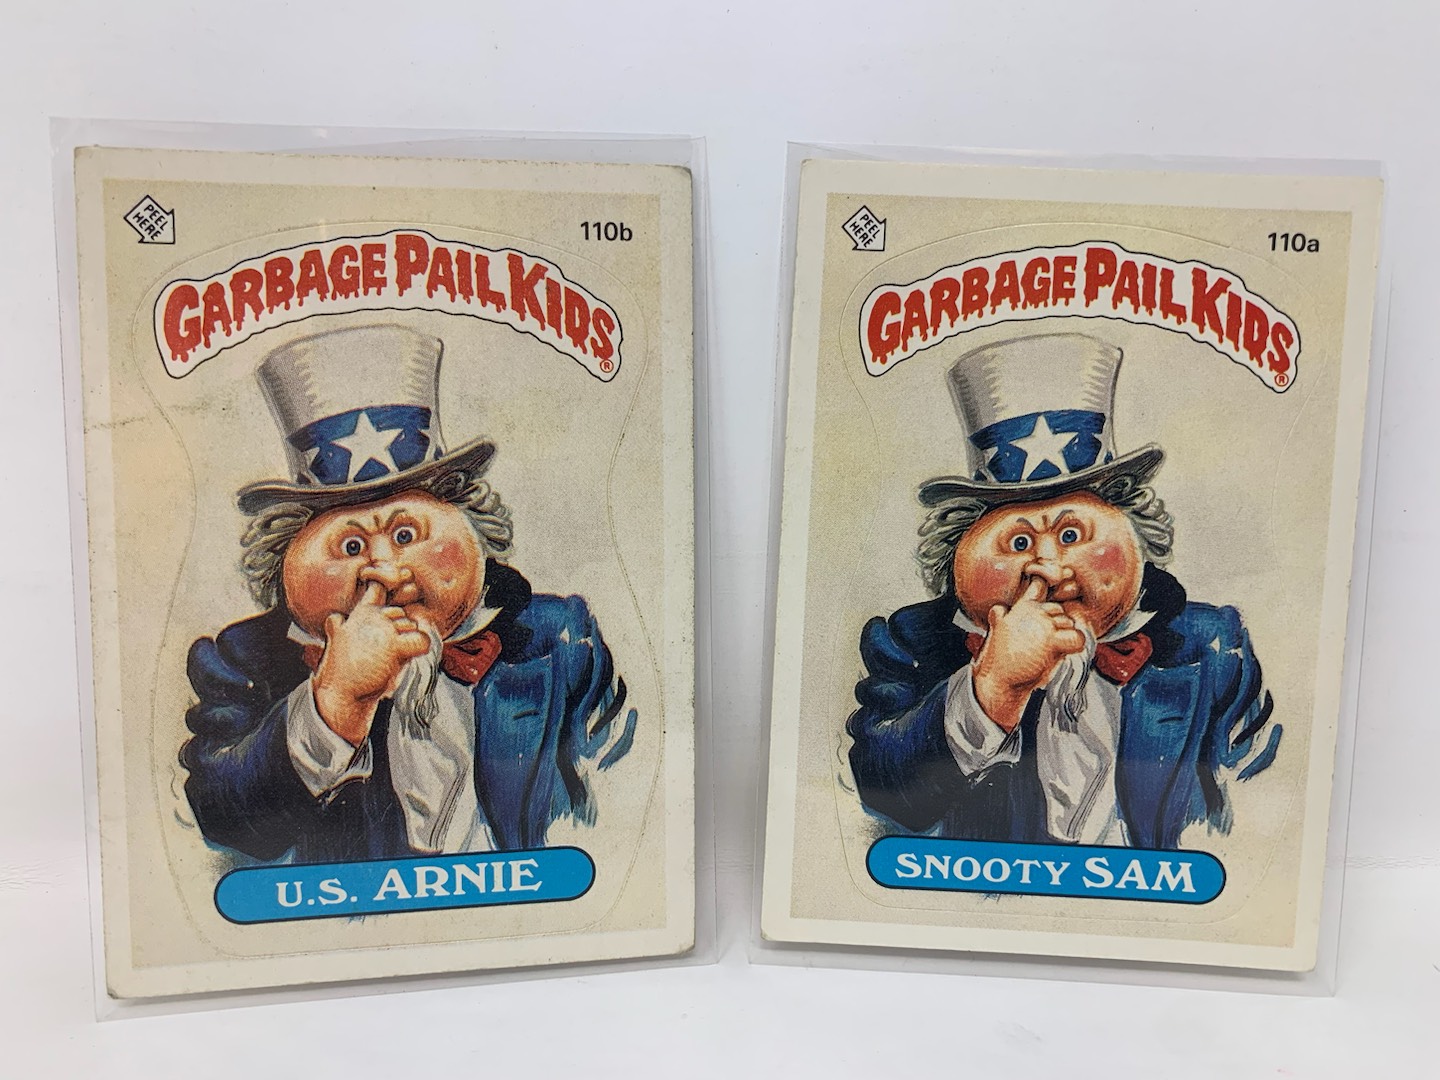 PEEL
HERE
110b
GARBAGE PAIL KIDS®
U.S. ARNIE
PEEL
HERE
110a
GARBAGE PAIL KIDS®
SNOOTY SAM